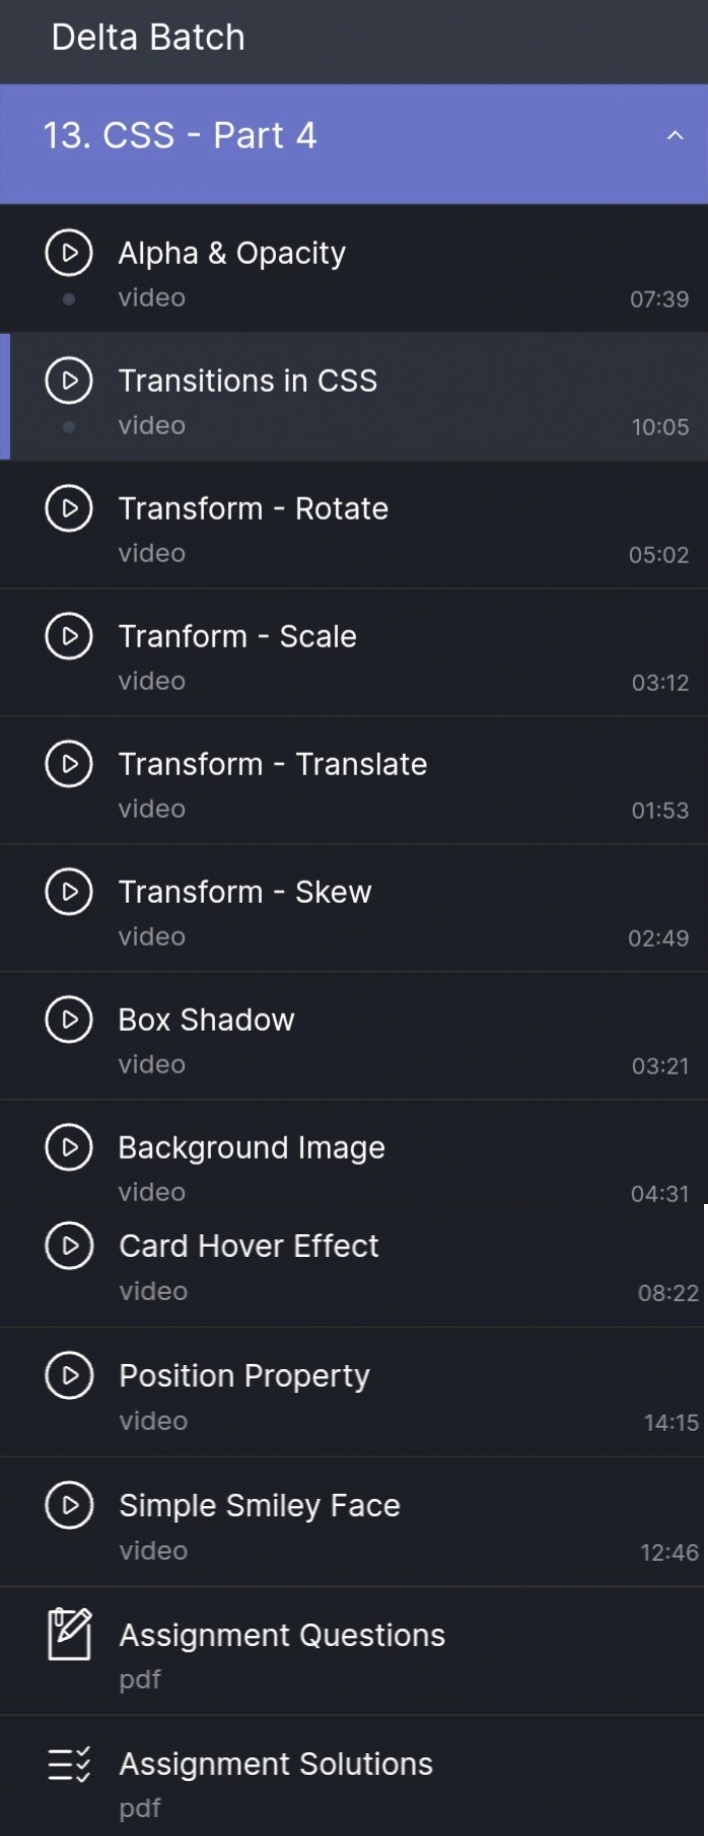 Delta Batch
13. CSS - Part 4
Alpha & Opacity
video
07:39
Transitions in CSS
video
10:05
Transform - Rotate
video
05:02
Tranform - Scale
video
03:12
Transform - Translate
video
01:53
Transform - Skew
video
02:49
Box Shadow
video
03:21
Background Image
video
04:31
Card Hover Effect
video
08:22
Position Property
video
14:15
Simple Smiley Face
video
12:46
Assignment Questions
pdf
Assignment Solutions
pdf